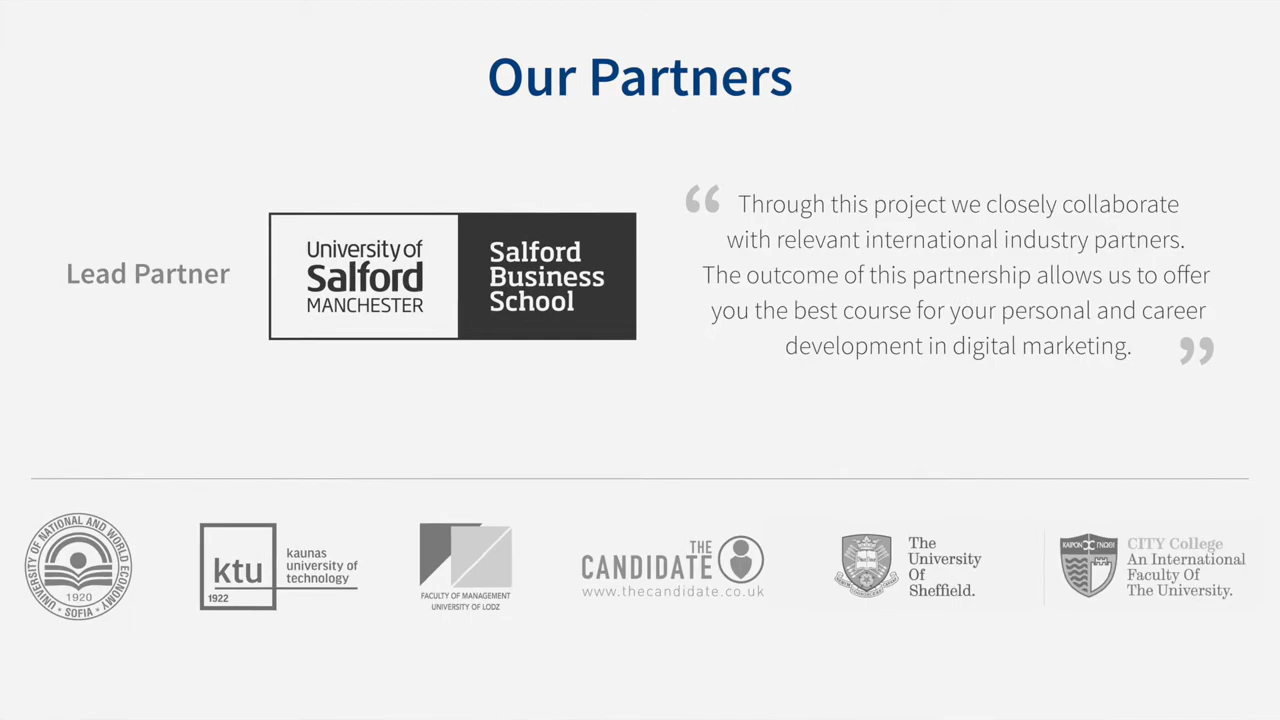 Our Partners
Lead Partner
University of
Salford
MANCHESTER
Salford
Business
School
“ Through this project we closely collaborate
with relevant international industry partners.
The outcome of this partnership allows us to offer
you the best course for your personal and career
development in digital marketing. ”
UNIVERSITY OF NATIONAL AND WORLD ECONOMY
1920
• SOFIA •
ktu
1922
kaunas
university of
technology
FACULTY OF MANAGEMENT
UNIVERSITY OF LODZ
THE
CANDIDATE
www.thecandidate.co.uk
The
University
Of
Sheffield.
ΚΑΙΡΟΝ ΓΝΩΘΙ
CITY College
An International
Faculty Of
The University.